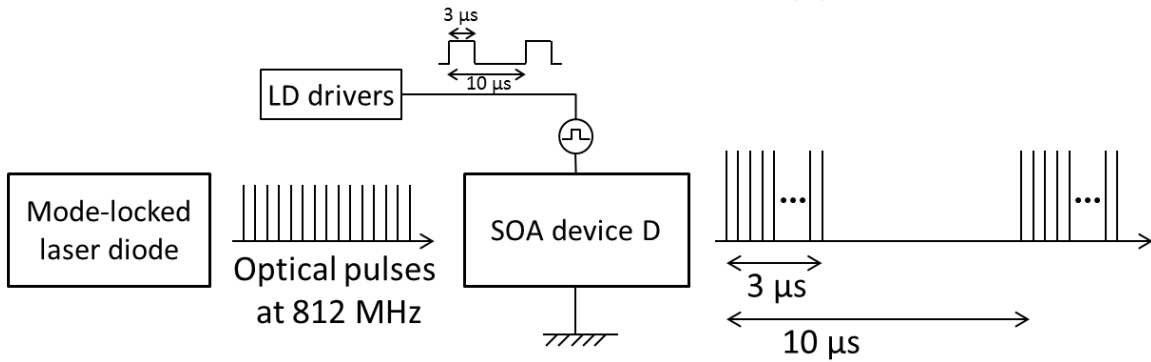 3 μs
10 μs
LD drivers
Mode-locked
laser diode
Optical pulses
at 812 MHz
SOA device D
•••
•••
3 μs
10 μs